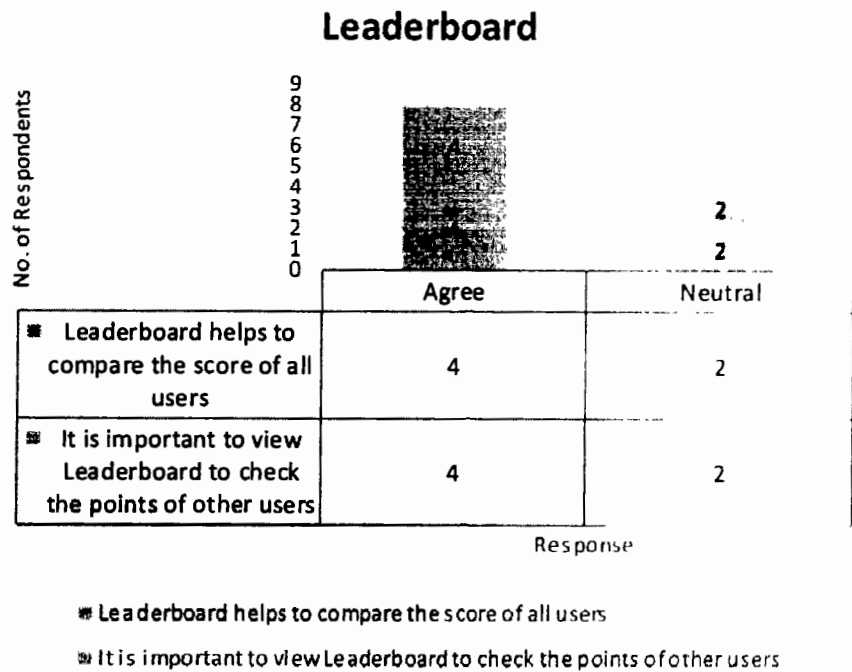 Leaderboard
No. of Respondents
9
8
7
6
5
4
3
2
1
0
4
4
2
2
Agree
Neutral
Leaderboard helps to
compare the score of all
users
4
2
It is important to view
Leaderboard to check
the points of other users
4
2
Response
Leaderboard helps to compare the score of all users
It is important to view Leaderboard to check the points of other users